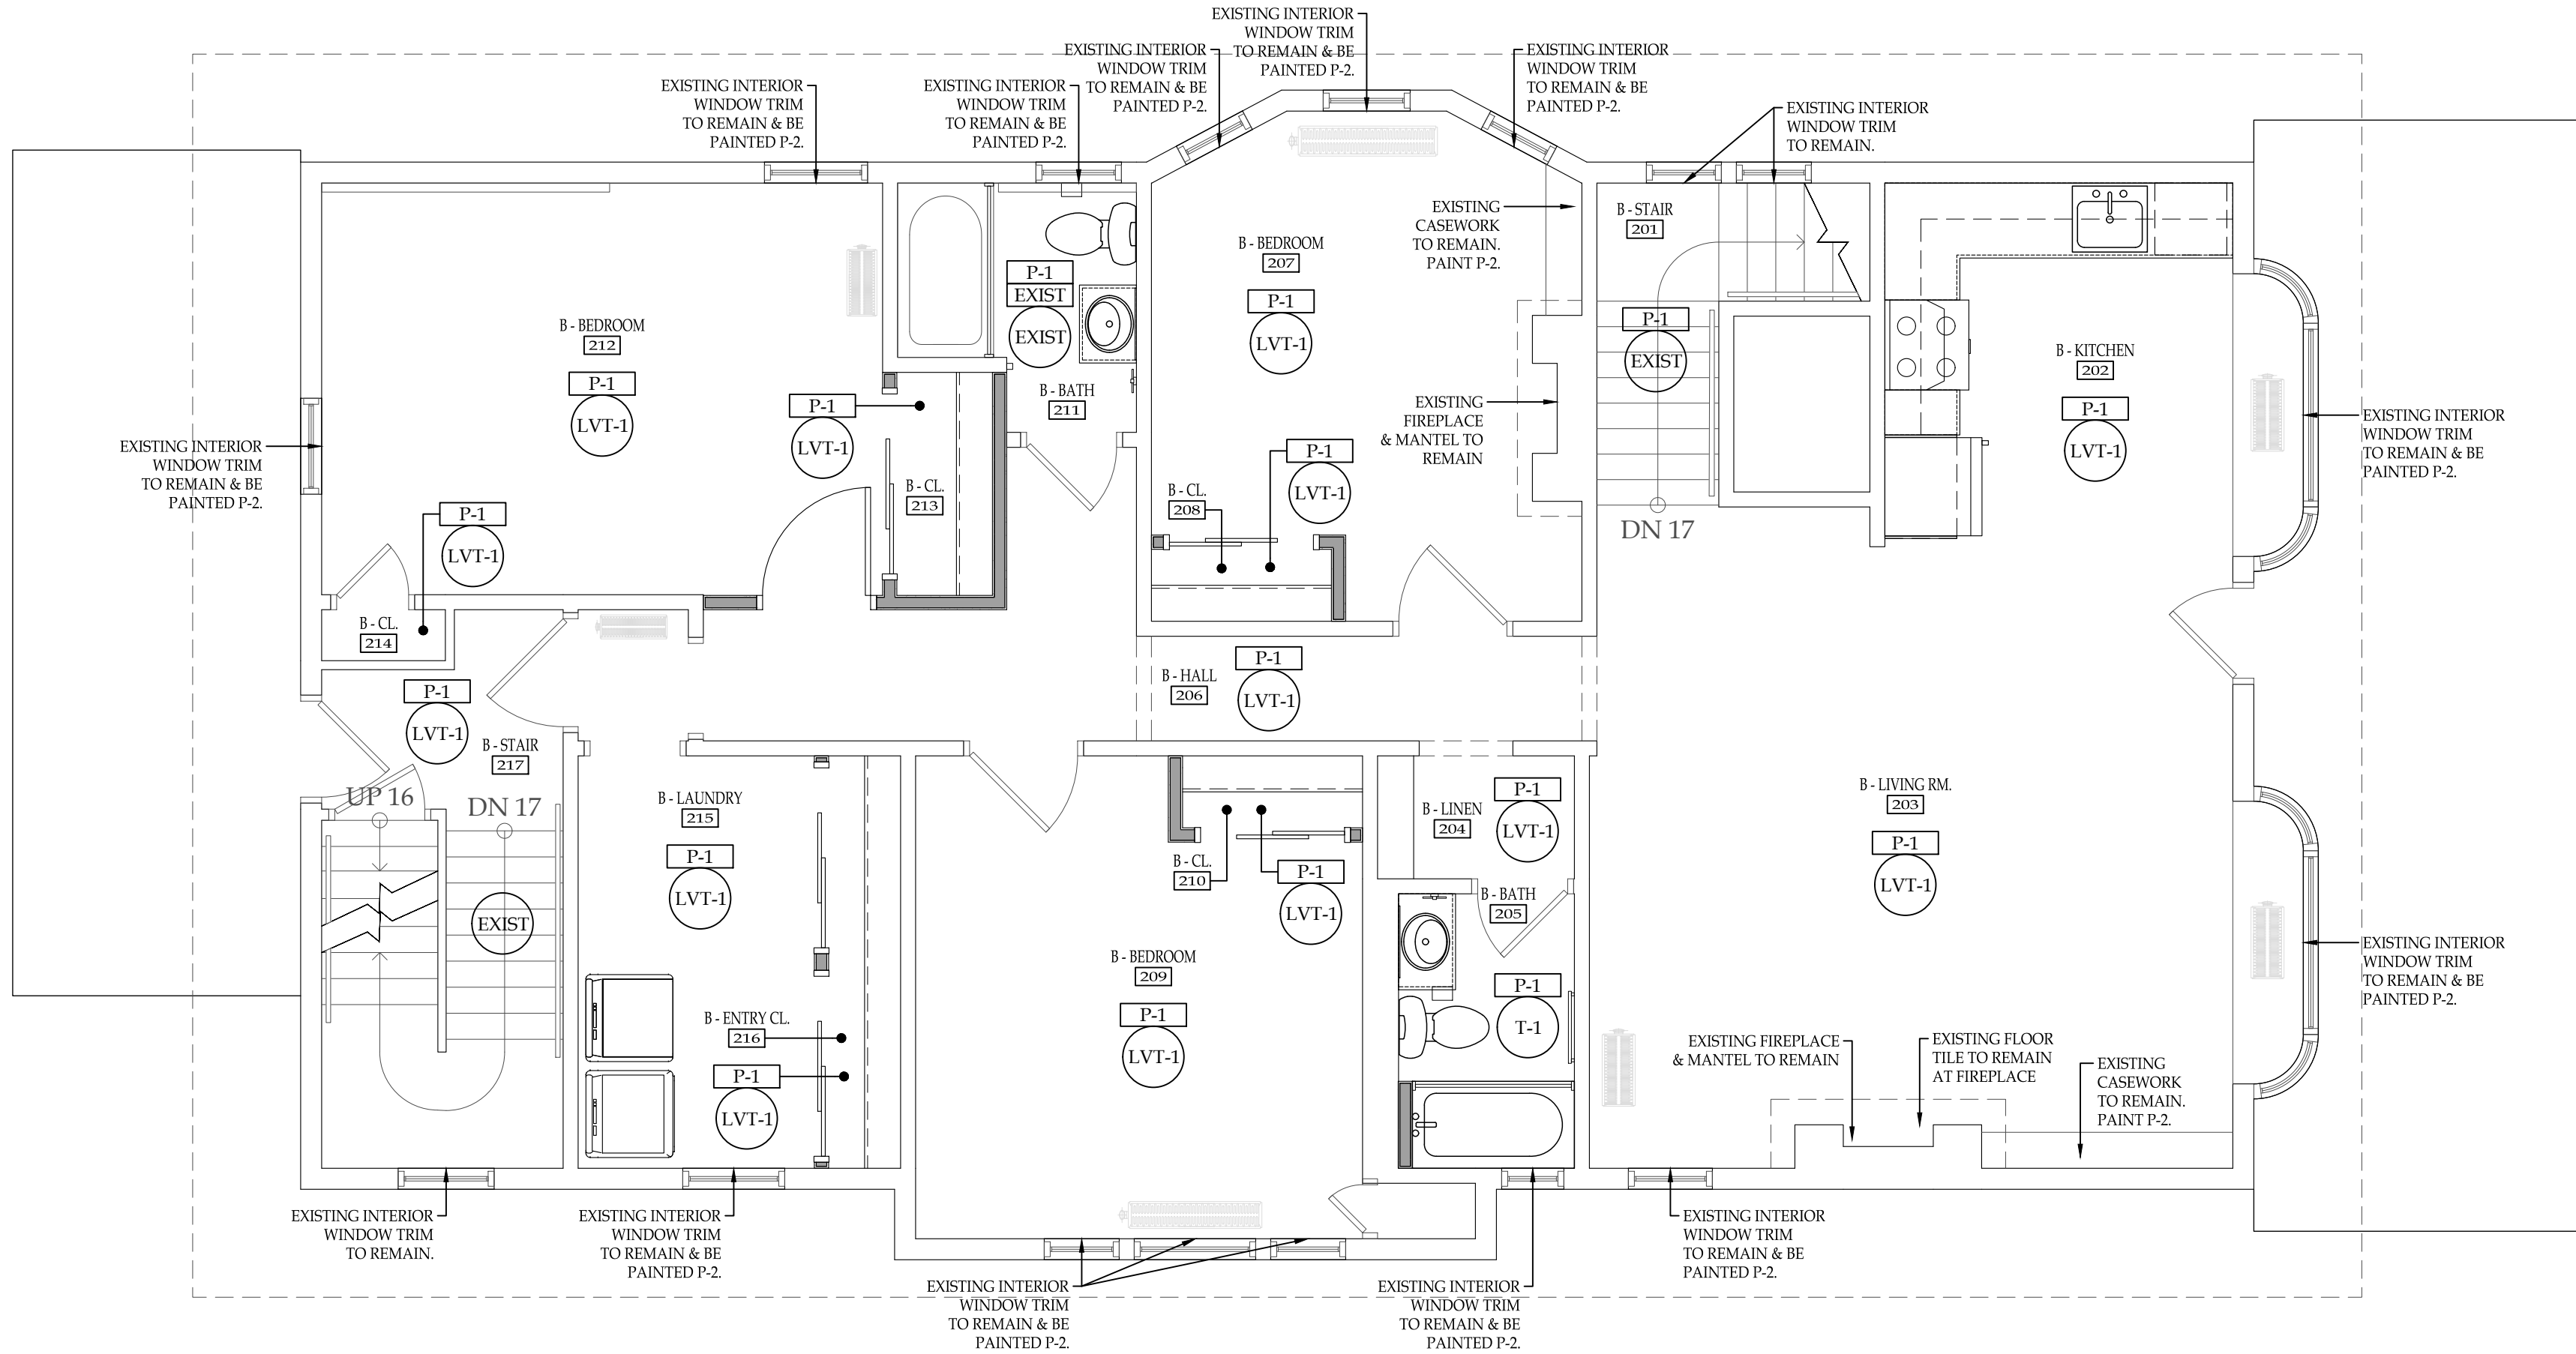 EXISTING INTERIOR
WINDOW TRIM
TO REMAIN & BE
PAINTED P-2.
EXISTING INTERIOR
WINDOW TRIM
TO REMAIN & BE
PAINTED P-2.
EXISTING INTERIOR
WINDOW TRIM
TO REMAIN & BE
PAINTED P-2.
EXISTING INTERIOR
WINDOW TRIM
TO REMAIN & BE
PAINTED P-2.
EXISTING INTERIOR
WINDOW TRIM
TO REMAIN & BE
PAINTED P-2.
EXISTING INTERIOR
WINDOW TRIM
TO REMAIN.
EXISTING INTERIOR
WINDOW TRIM
TO REMAIN & BE
PAINTED P-2.
B - BEDROOM
212
P-1
LVT-1
P-1
LVT-1
B - CL.
213
P-1
LVT-1
B - CL.
214
P-1
EXIST
EXIST
B - BATH
211
B - BEDROOM
207
P-1
LVT-1
EXISTING
CASEWORK
TO REMAIN.
PAINT P-2.
EXISTING
FIREPLACE
& MANTEL TO
REMAIN
P-1
LVT-1
B - CL.
208
B - STAIR
201
P-1
EXIST
DN 17
B - KITCHEN
202
P-1
LVT-1
EXISTING INTERIOR
WINDOW TRIM
TO REMAIN & BE
PAINTED P-2.
P-1
LVT-1
B - STAIR
217
UP 16
DN 17
EXIST
B - HALL
206
P-1
LVT-1
B - LAUNDRY
215
P-1
LVT-1
B - ENTRY CL.
216
P-1
LVT-1
B - CL.
210
P-1
LVT-1
B - BEDROOM
209
P-1
LVT-1
B - LINEN
204
P-1
LVT-1
B - BATH
205
P-1
T-1
B - LIVING RM.
203
P-1
LVT-1
EXISTING INTERIOR
WINDOW TRIM
TO REMAIN & BE
PAINTED P-2.
EXISTING FIREPLACE
& MANTEL TO REMAIN
EXISTING FLOOR
TILE TO REMAIN
AT FIREPLACE
EXISTING
CASEWORK
TO REMAIN.
PAINT P-2.
EXISTING INTERIOR
WINDOW TRIM
TO REMAIN.
EXISTING INTERIOR
WINDOW TRIM
TO REMAIN & BE
PAINTED P-2.
EXISTING INTERIOR
WINDOW TRIM
TO REMAIN & BE
PAINTED P-2.
EXISTING INTERIOR
WINDOW TRIM
TO REMAIN & BE
PAINTED P-2.
EXISTING INTERIOR
WINDOW TRIM
TO REMAIN & BE
PAINTED P-2.